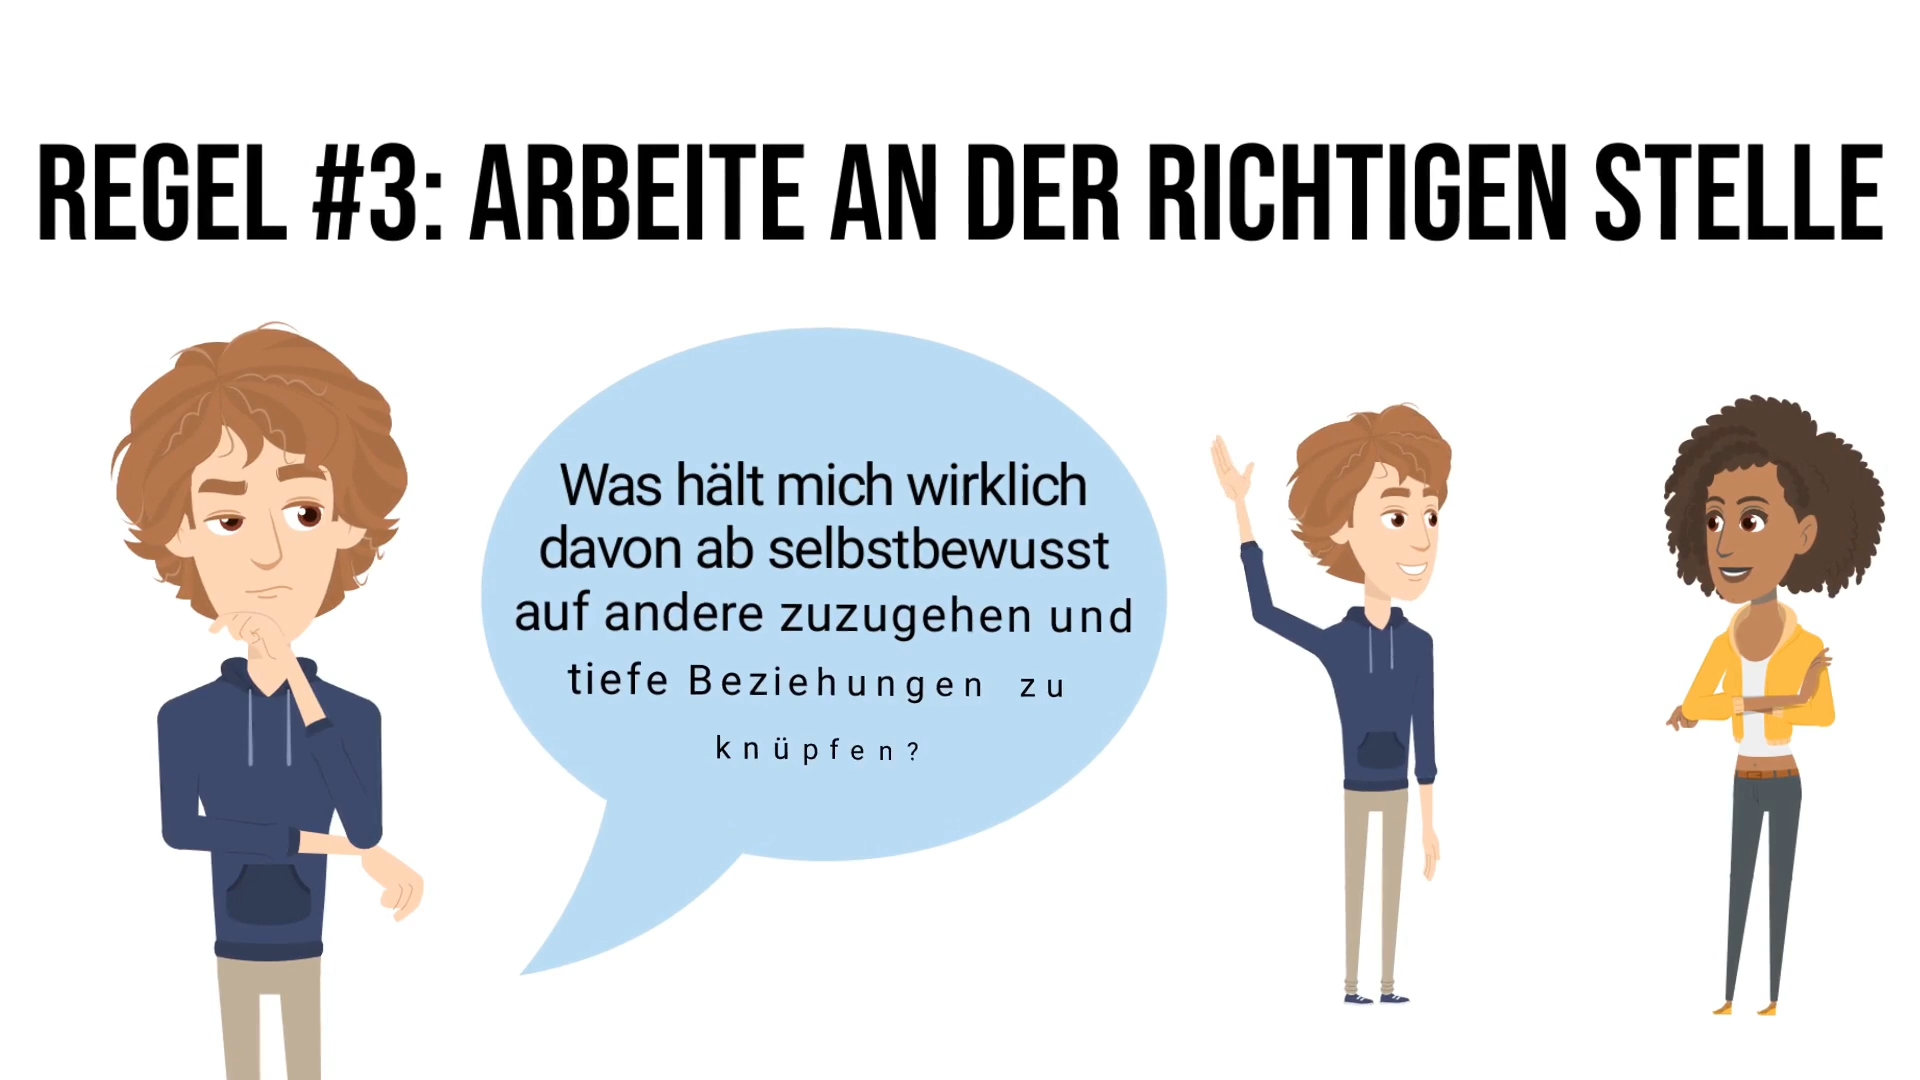 REGEL #3: ARBEITE AN DER RICHTIGEN STELLE
Was hält mich wirklich
davon ab selbstbewusst
auf andere zuzugehen und
tiefe Beziehungen zu
knüpfen?